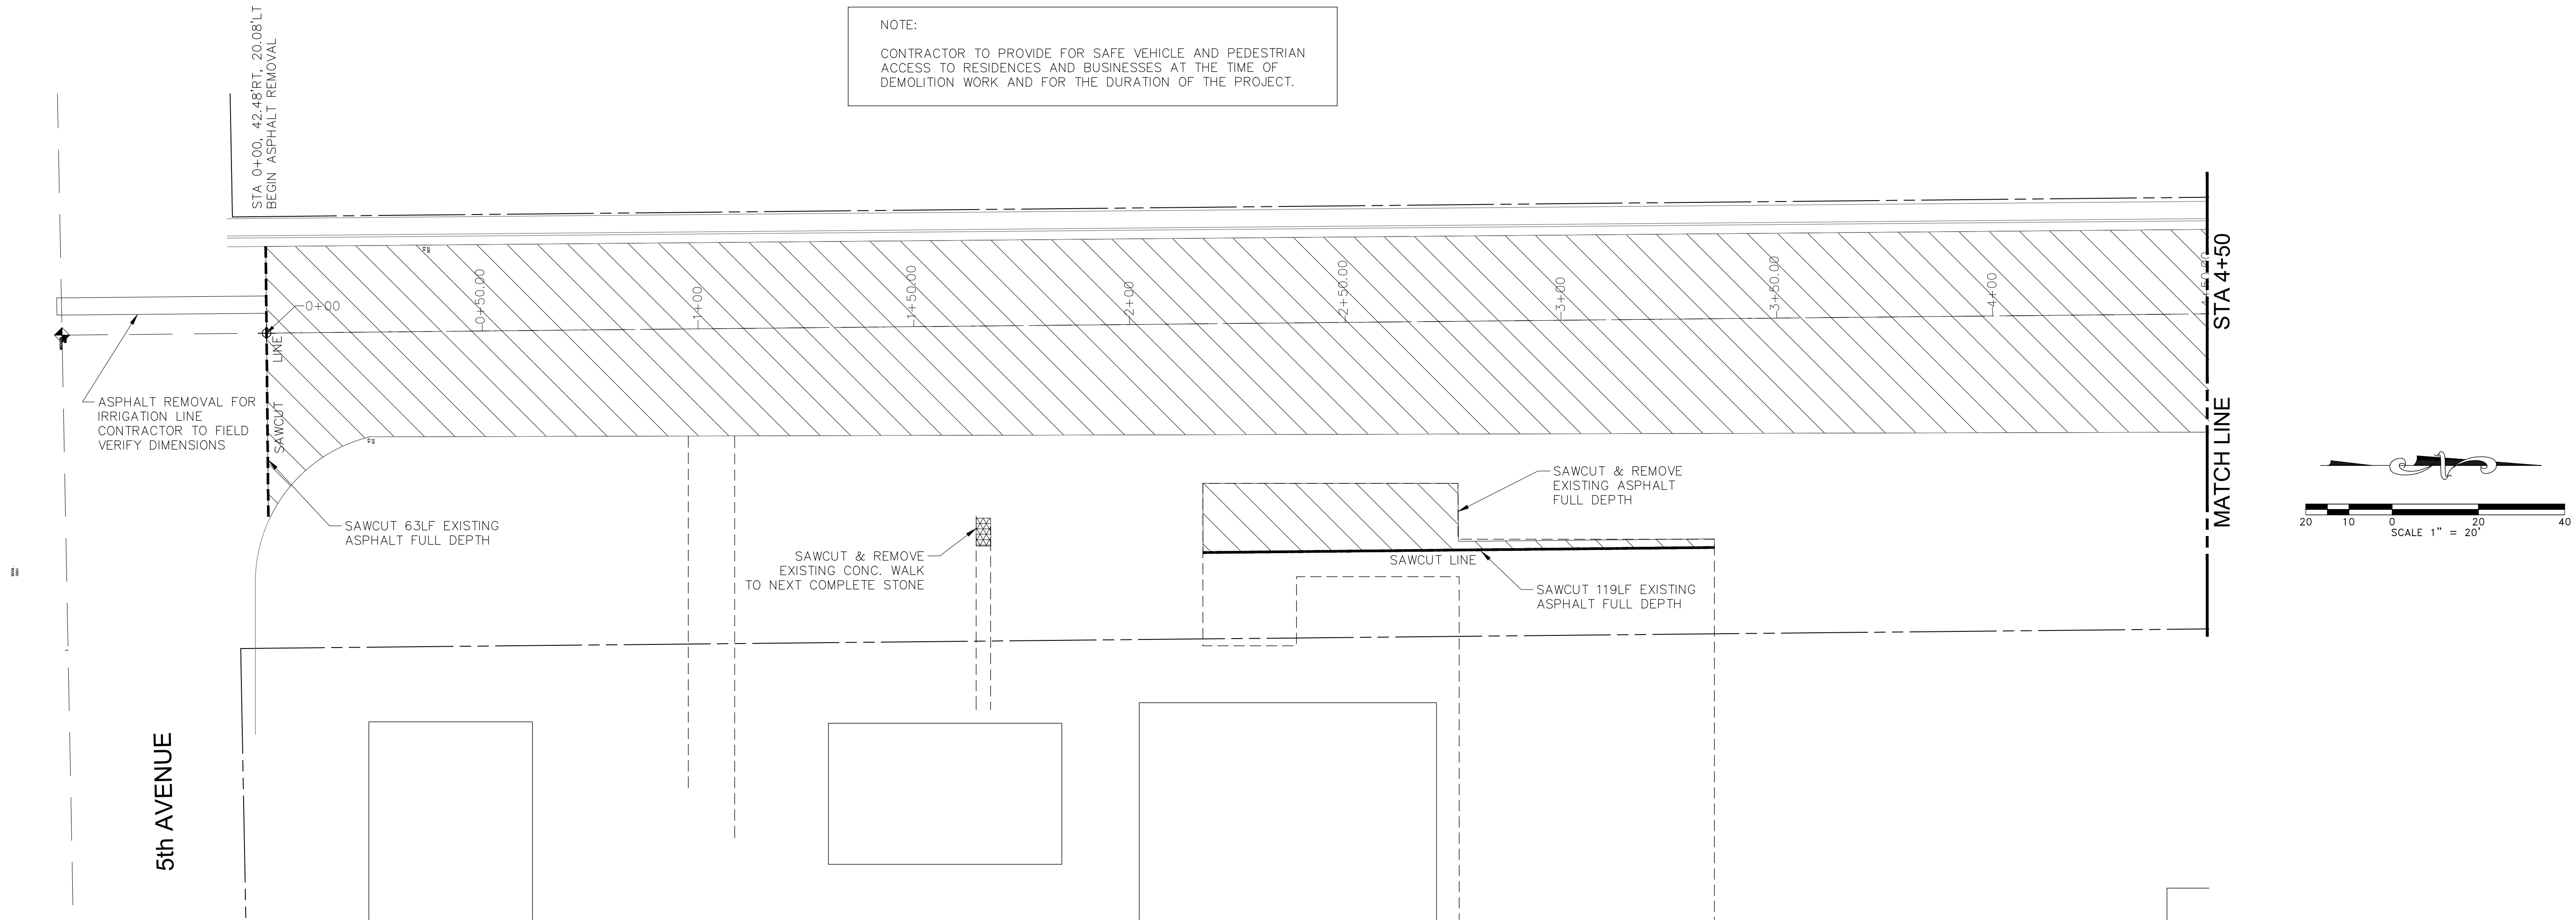 STA 0+00, 42.48'RT, 20.08'LT
BEGIN ASPHALT REMOVAL
NOTE:
CONTRACTOR TO PROVIDE FOR SAFE VEHICLE AND PEDESTRIAN
ACCESS TO RESIDENCES AND BUSINESSES AT THE TIME OF
DEMOLITION WORK AND FOR THE DURATION OF THE PROJECT.
0+00
0+50.00
1+00
1+50.00
2+00
2+50.00
3+00
3+50.00
4+00
4+50.00
MATCH LINE STA 4+50
SAWCUT LINE
ASPHALT REMOVAL FOR
IRRIGATION LINE
CONTRACTOR TO FIELD
VERIFY DIMENSIONS
SAWCUT 63LF EXISTING
ASPHALT FULL DEPTH
SAWCUT & REMOVE
EXISTING CONC. WALK
TO NEXT COMPLETE STONE
SAWCUT & REMOVE
EXISTING ASPHALT
FULL DEPTH
SAWCUT LINE
SAWCUT 119LF EXISTING
ASPHALT FULL DEPTH
5th AVENUE
20 10 0 20 40
SCALE 1" = 20'